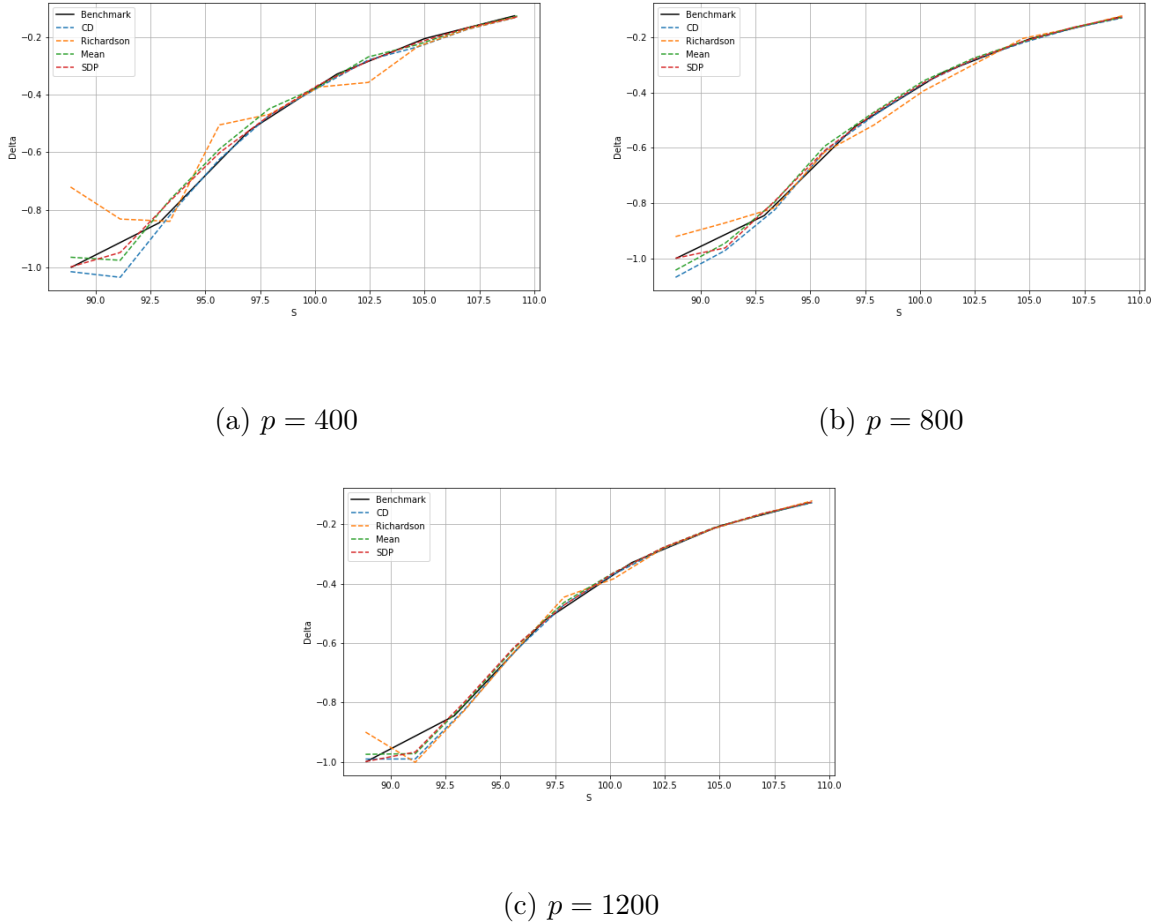 Benchmark
CD
Richardson
Mean
SDP
−0.2
−0.4
−0.6
−0.8
−1.0
Delta
90.0 92.5 95.0 97.5 100.0 102.5 105.0 107.5 110.0
S
(a) p = 400
Benchmark
CD
Richardson
Mean
SDP
−0.2
−0.4
−0.6
−0.8
−1.0
Delta
90.0 92.5 95.0 97.5 100.0 102.5 105.0 107.5 110.0
S
(b) p = 800
Benchmark
CD
Richardson
Mean
SDP
−0.2
−0.4
−0.6
−0.8
−1.0
Delta
90.0 92.5 95.0 97.5 100.0 102.5 105.0 107.5 110.0
S
(c) p = 1200